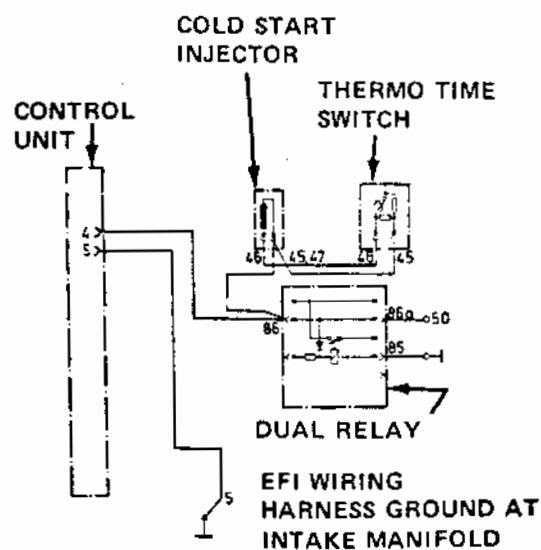 COLD START
INJECTOR
THERMO TIME
SWITCH
CONTROL
UNIT
4
5
46
45,47
46
45
86
86a
50
85
DUAL RELAY
5
EFI WIRING
HARNESS GROUND AT
INTAKE MANIFOLD